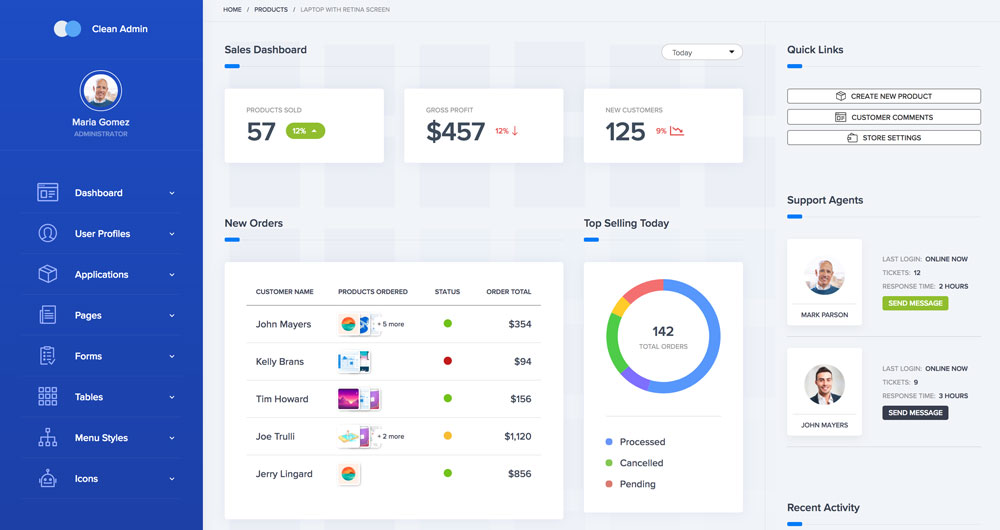 Clean Admin
Maria Gomez
ADMINISTRATOR
Dashboard
User Profiles
Applications
Pages
Forms
Tables
Menu Styles
Icons
HOME / PRODUCTS / LAPTOP WITH RETINA SCREEN
Sales Dashboard
Today
PRODUCTS SOLD
57 12%
GROSS PROFIT
$457 12%
NEW CUSTOMERS
125 9%
New Orders
CUSTOMER NAME PRODUCTS ORDERED STATUS ORDER TOTAL
John Mayers + 5 more $354
Kelly Brans $94
Tim Howard $156
Joe Trulli + 2 more $1,120
Jerry Lingard $856
Top Selling Today
142
TOTAL ORDERS
Processed
Cancelled
Pending
Quick Links
CREATE NEW PRODUCT
CUSTOMER COMMENTS
STORE SETTINGS
Support Agents
MARK PARSON
LAST LOGIN: ONLINE NOW
TICKETS: 12
RESPONSE TIME: 2 HOURS
SEND MESSAGE
JOHN MAYERS
LAST LOGIN: ONLINE NOW
TICKETS: 9
RESPONSE TIME: 3 HOURS
SEND MESSAGE
Recent Activity